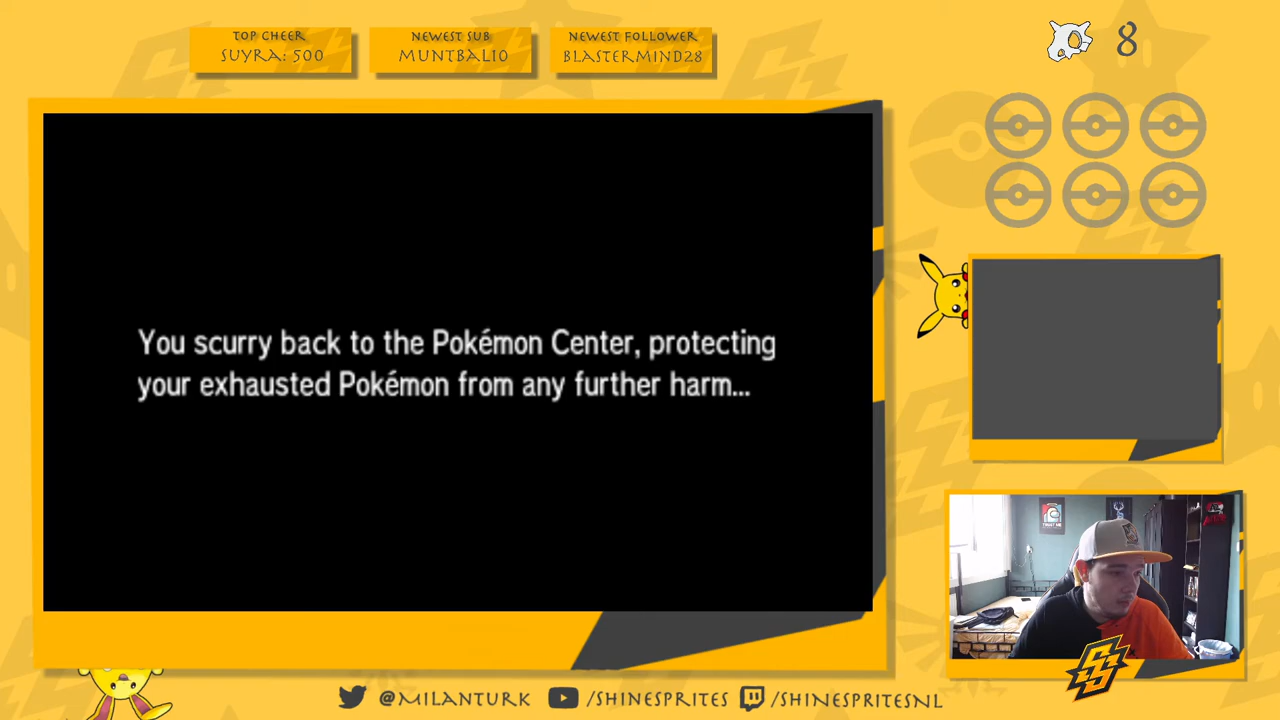 TOP CHEER
SUYRA: 500
NEWEST SUB
MUNTBAL10
NEWEST FOLLOWER
BLASTERMIND28
8
You scurry back to the Pokémon Center, protecting
your exhausted Pokémon from any further harm...
@MILANTURK
/SHINESPRITES
/SHINESPRITESNL